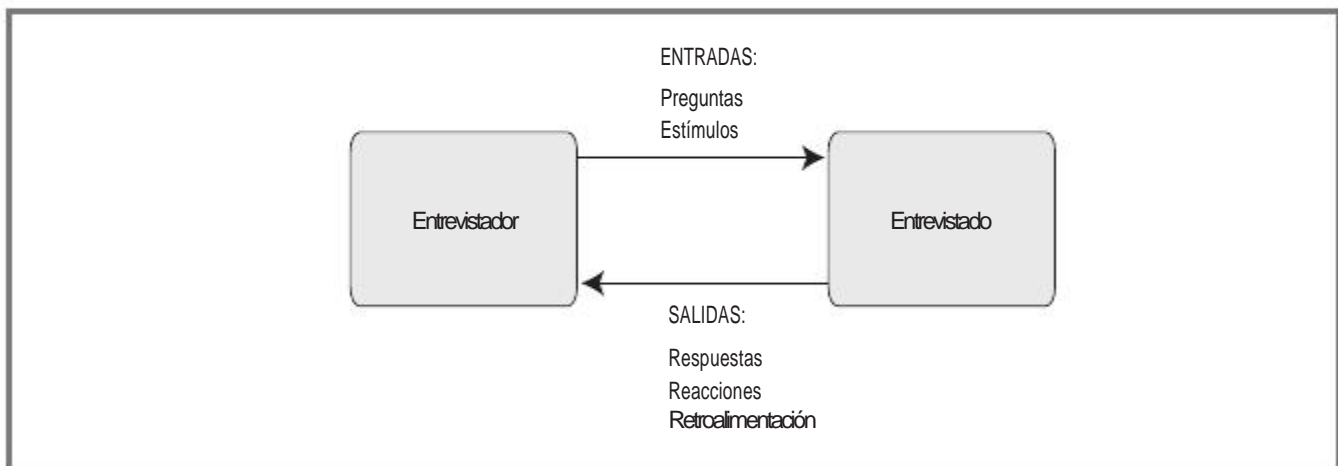 ENTRADAS:
Preguntas
Estímulos
Entrevistador
Entrevistado
SALIDAS:
Respuestas
Reacciones
Retroalimentación